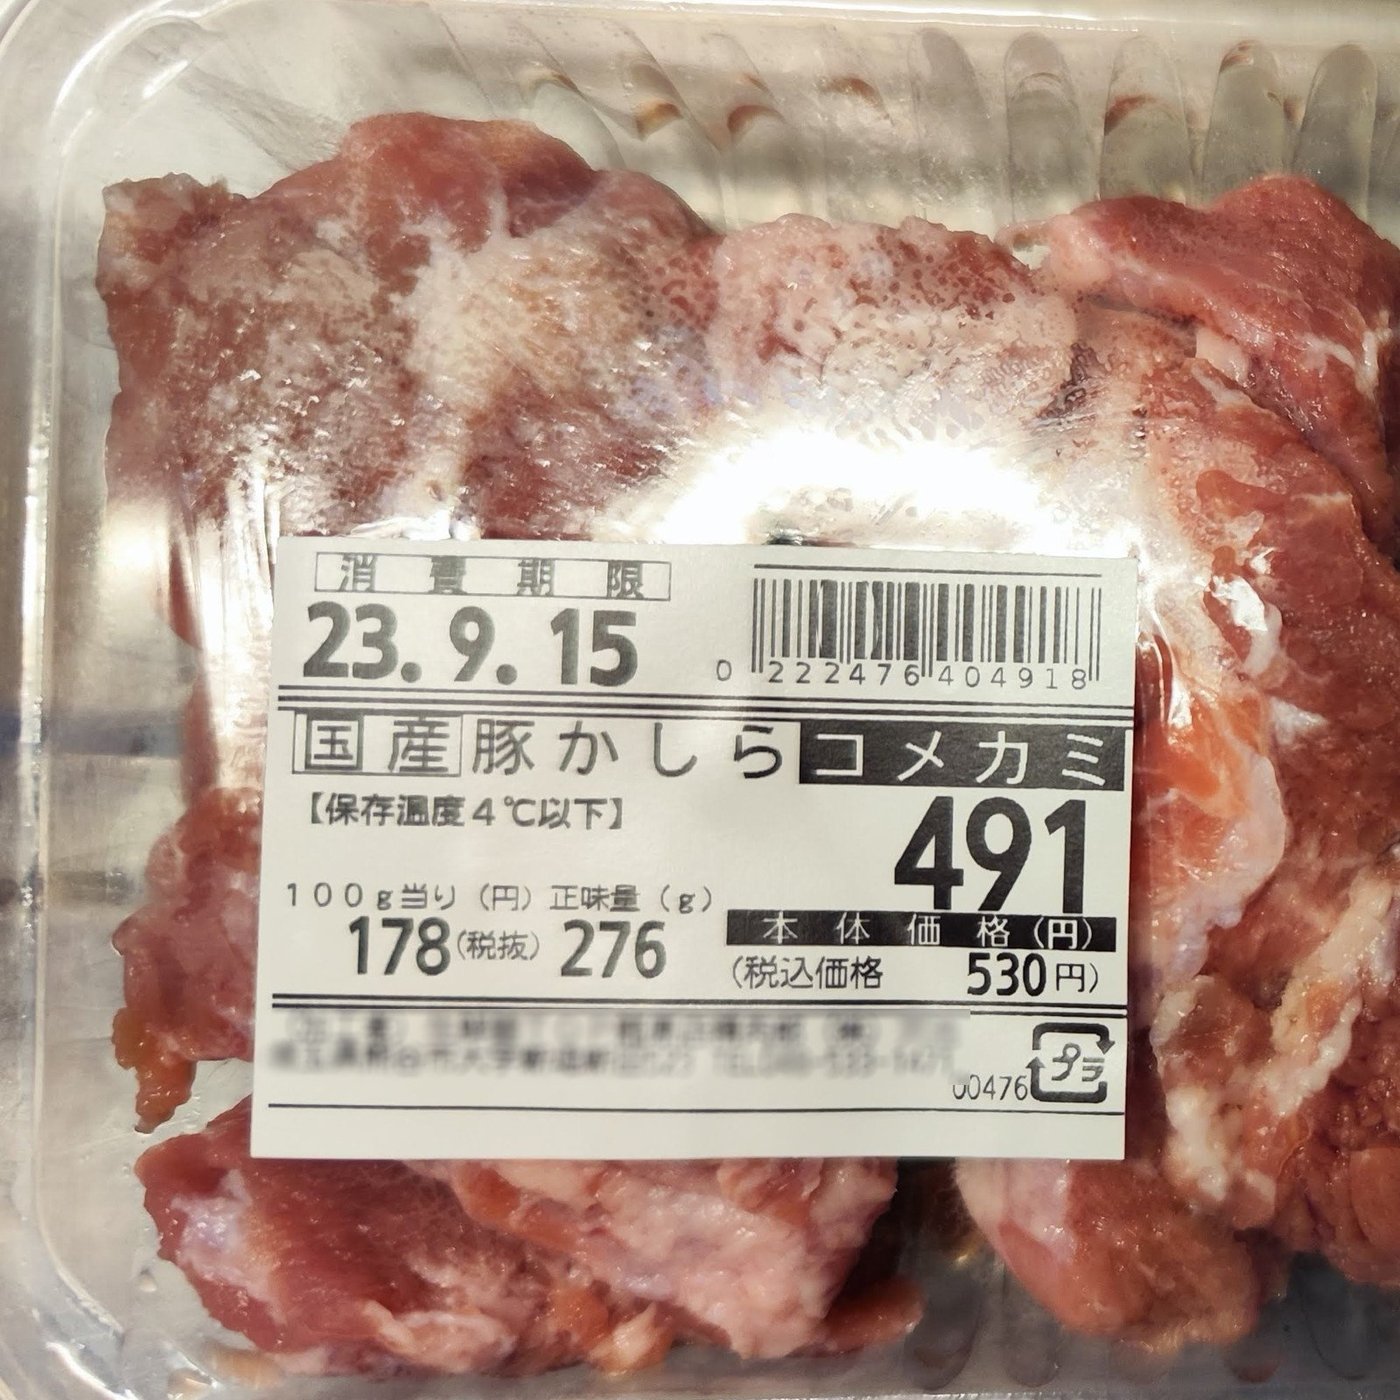 消費期限
23.9.15
0 222476 404918
国産豚かしらコメカミ
【保存温度4℃以下】
491
100g当り(円) 正味量(g)
本体価格(円)
178(税抜) 276
(税込価格 530円)
00476
プラ